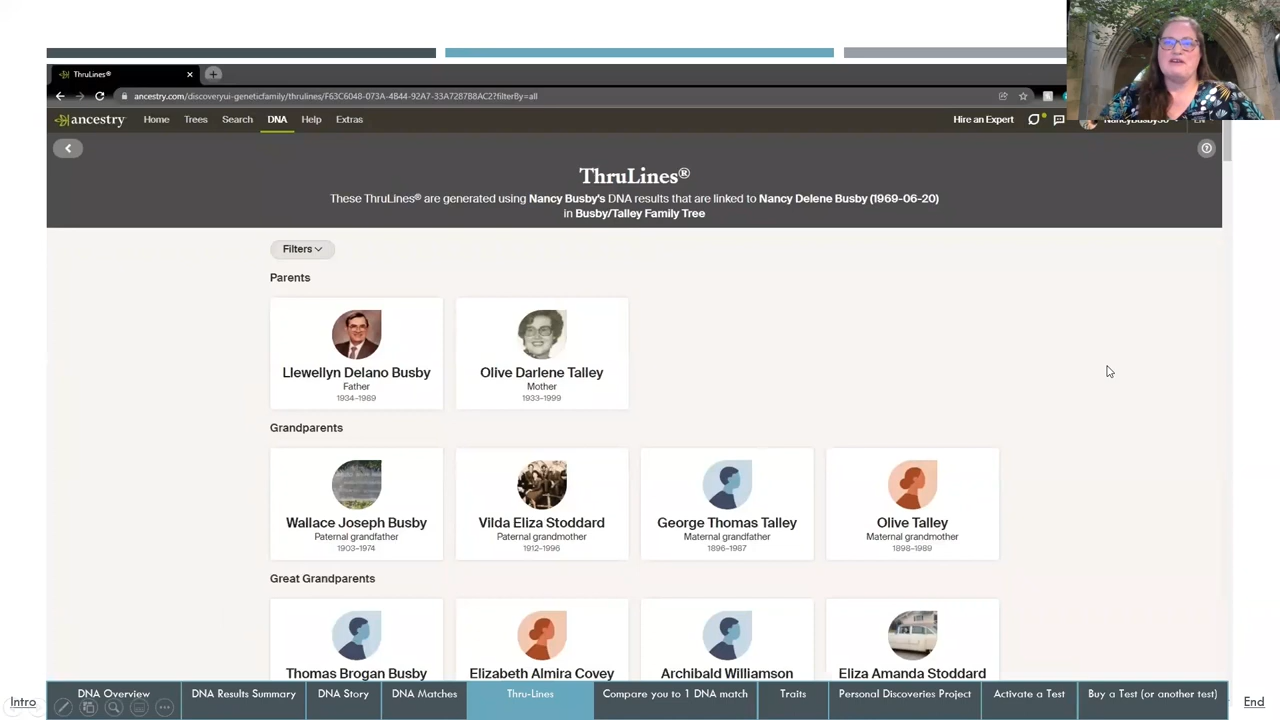 ThruLines®
ancestry.com/discoveryui-geneticfamily/thrulines/F63C6048-073A-4B44-92A7-33A7287B8AC2?filterBy=all
ancestry Home Trees Search DNA Help Extras Hire an Expert
ThruLines®
These ThruLines® are generated using Nancy Busby's DNA results that are linked to Nancy Delene Busby (1969-06-20)
in Busby/Talley Family Tree
Filters
Parents
Llewellyn Delano Busby
Father
1934–1989
Olive Darlene Talley
Mother
1933–1999
Grandparents
Wallace Joseph Busby
Paternal grandfather
1903–1974
Vilda Eliza Stoddard
Paternal grandmother
1912–1996
George Thomas Talley
Maternal grandfather
1896–1987
Olive Talley
Maternal grandmother
1898–1989
Great Grandparents
Thomas Brogan Busby
Elizabeth Almira Covey
Archibald Williamson
Eliza Amanda Stoddard
Intro DNA Overview DNA Results Summary DNA Story DNA Matches Thru-Lines Compare you to 1 DNA match Traits Personal Discoveries Project Activate a Test Buy a Test (or another test) End